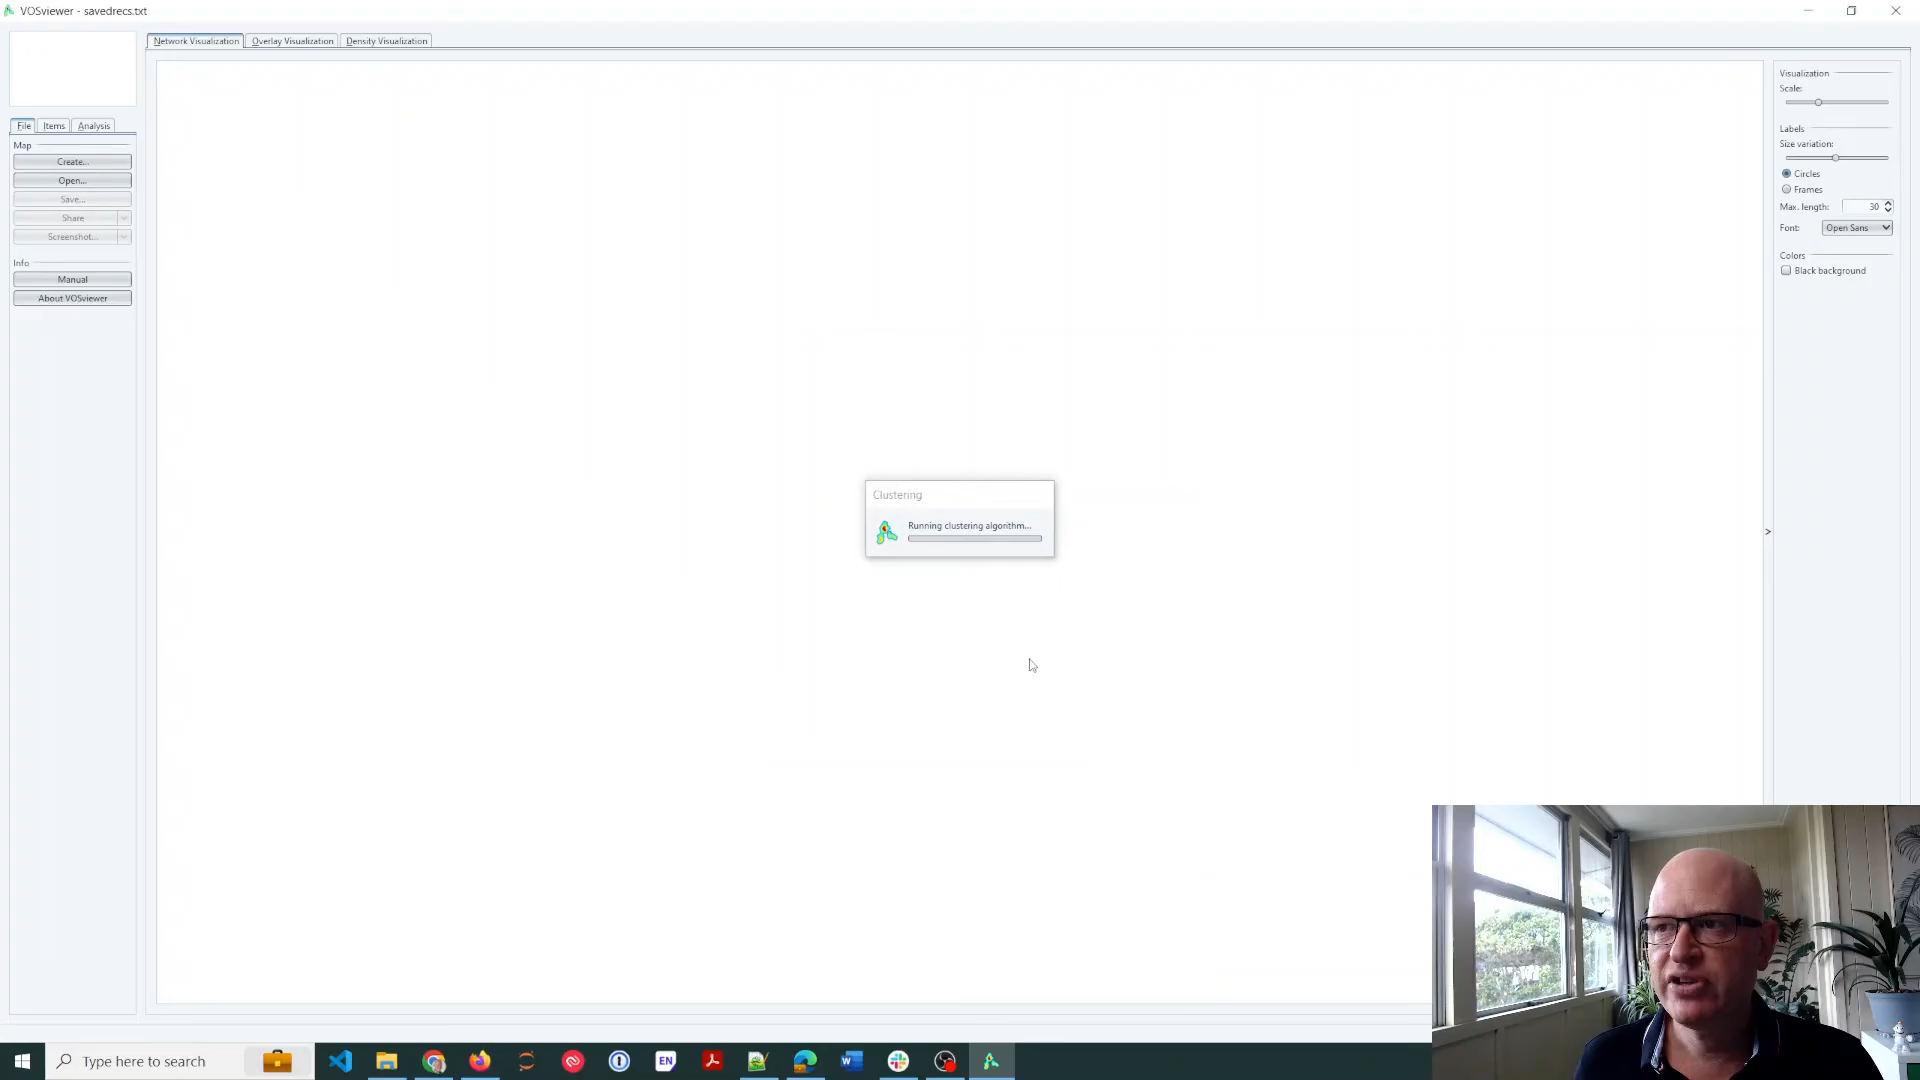 VOSviewer - savedrecs.txt
Network Visualization
Overlay Visualization
Density Visualization
File
Items
Analysis
Map
Create...
Open...
Save...
Share
Screenshot...
Info
Manual
About VOSviewer
Clustering
Running clustering algorithm...
>
Visualization
Scale:
Labels
Size variation:
Circles
Frames
Max. length: 30
Font: Open Sans
Colors
Black background
Type here to search
EN